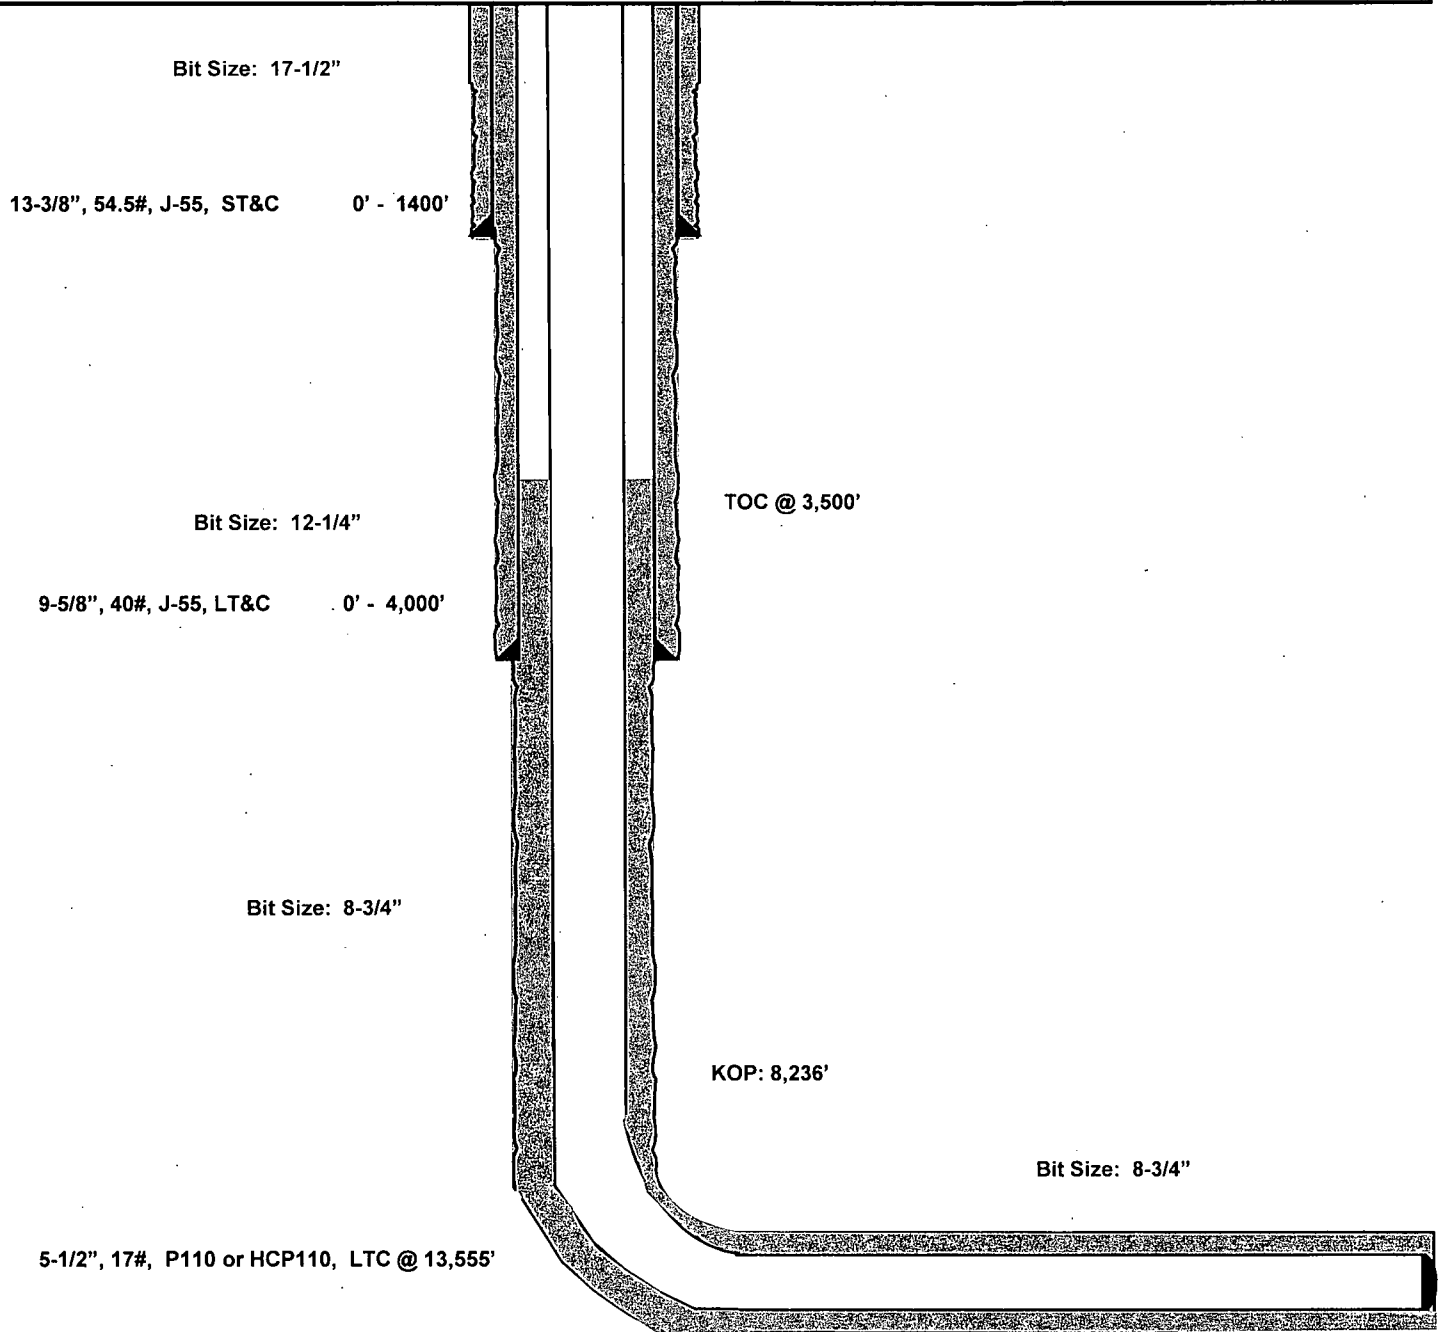 Bit Size: 17-1/2”
13-3/8”, 54.5#, J-55, ST&C 0' - 1400'
TOC @ 3,500'
Bit Size: 12-1/4”
9-5/8”, 40#, J-55, LT&C 0' - 4,000'
Bit Size: 8-3/4”
KOP: 8,236'
Bit Size: 8-3/4”
5-1/2”, 17#, P110 or HCP110, LTC @ 13,555'